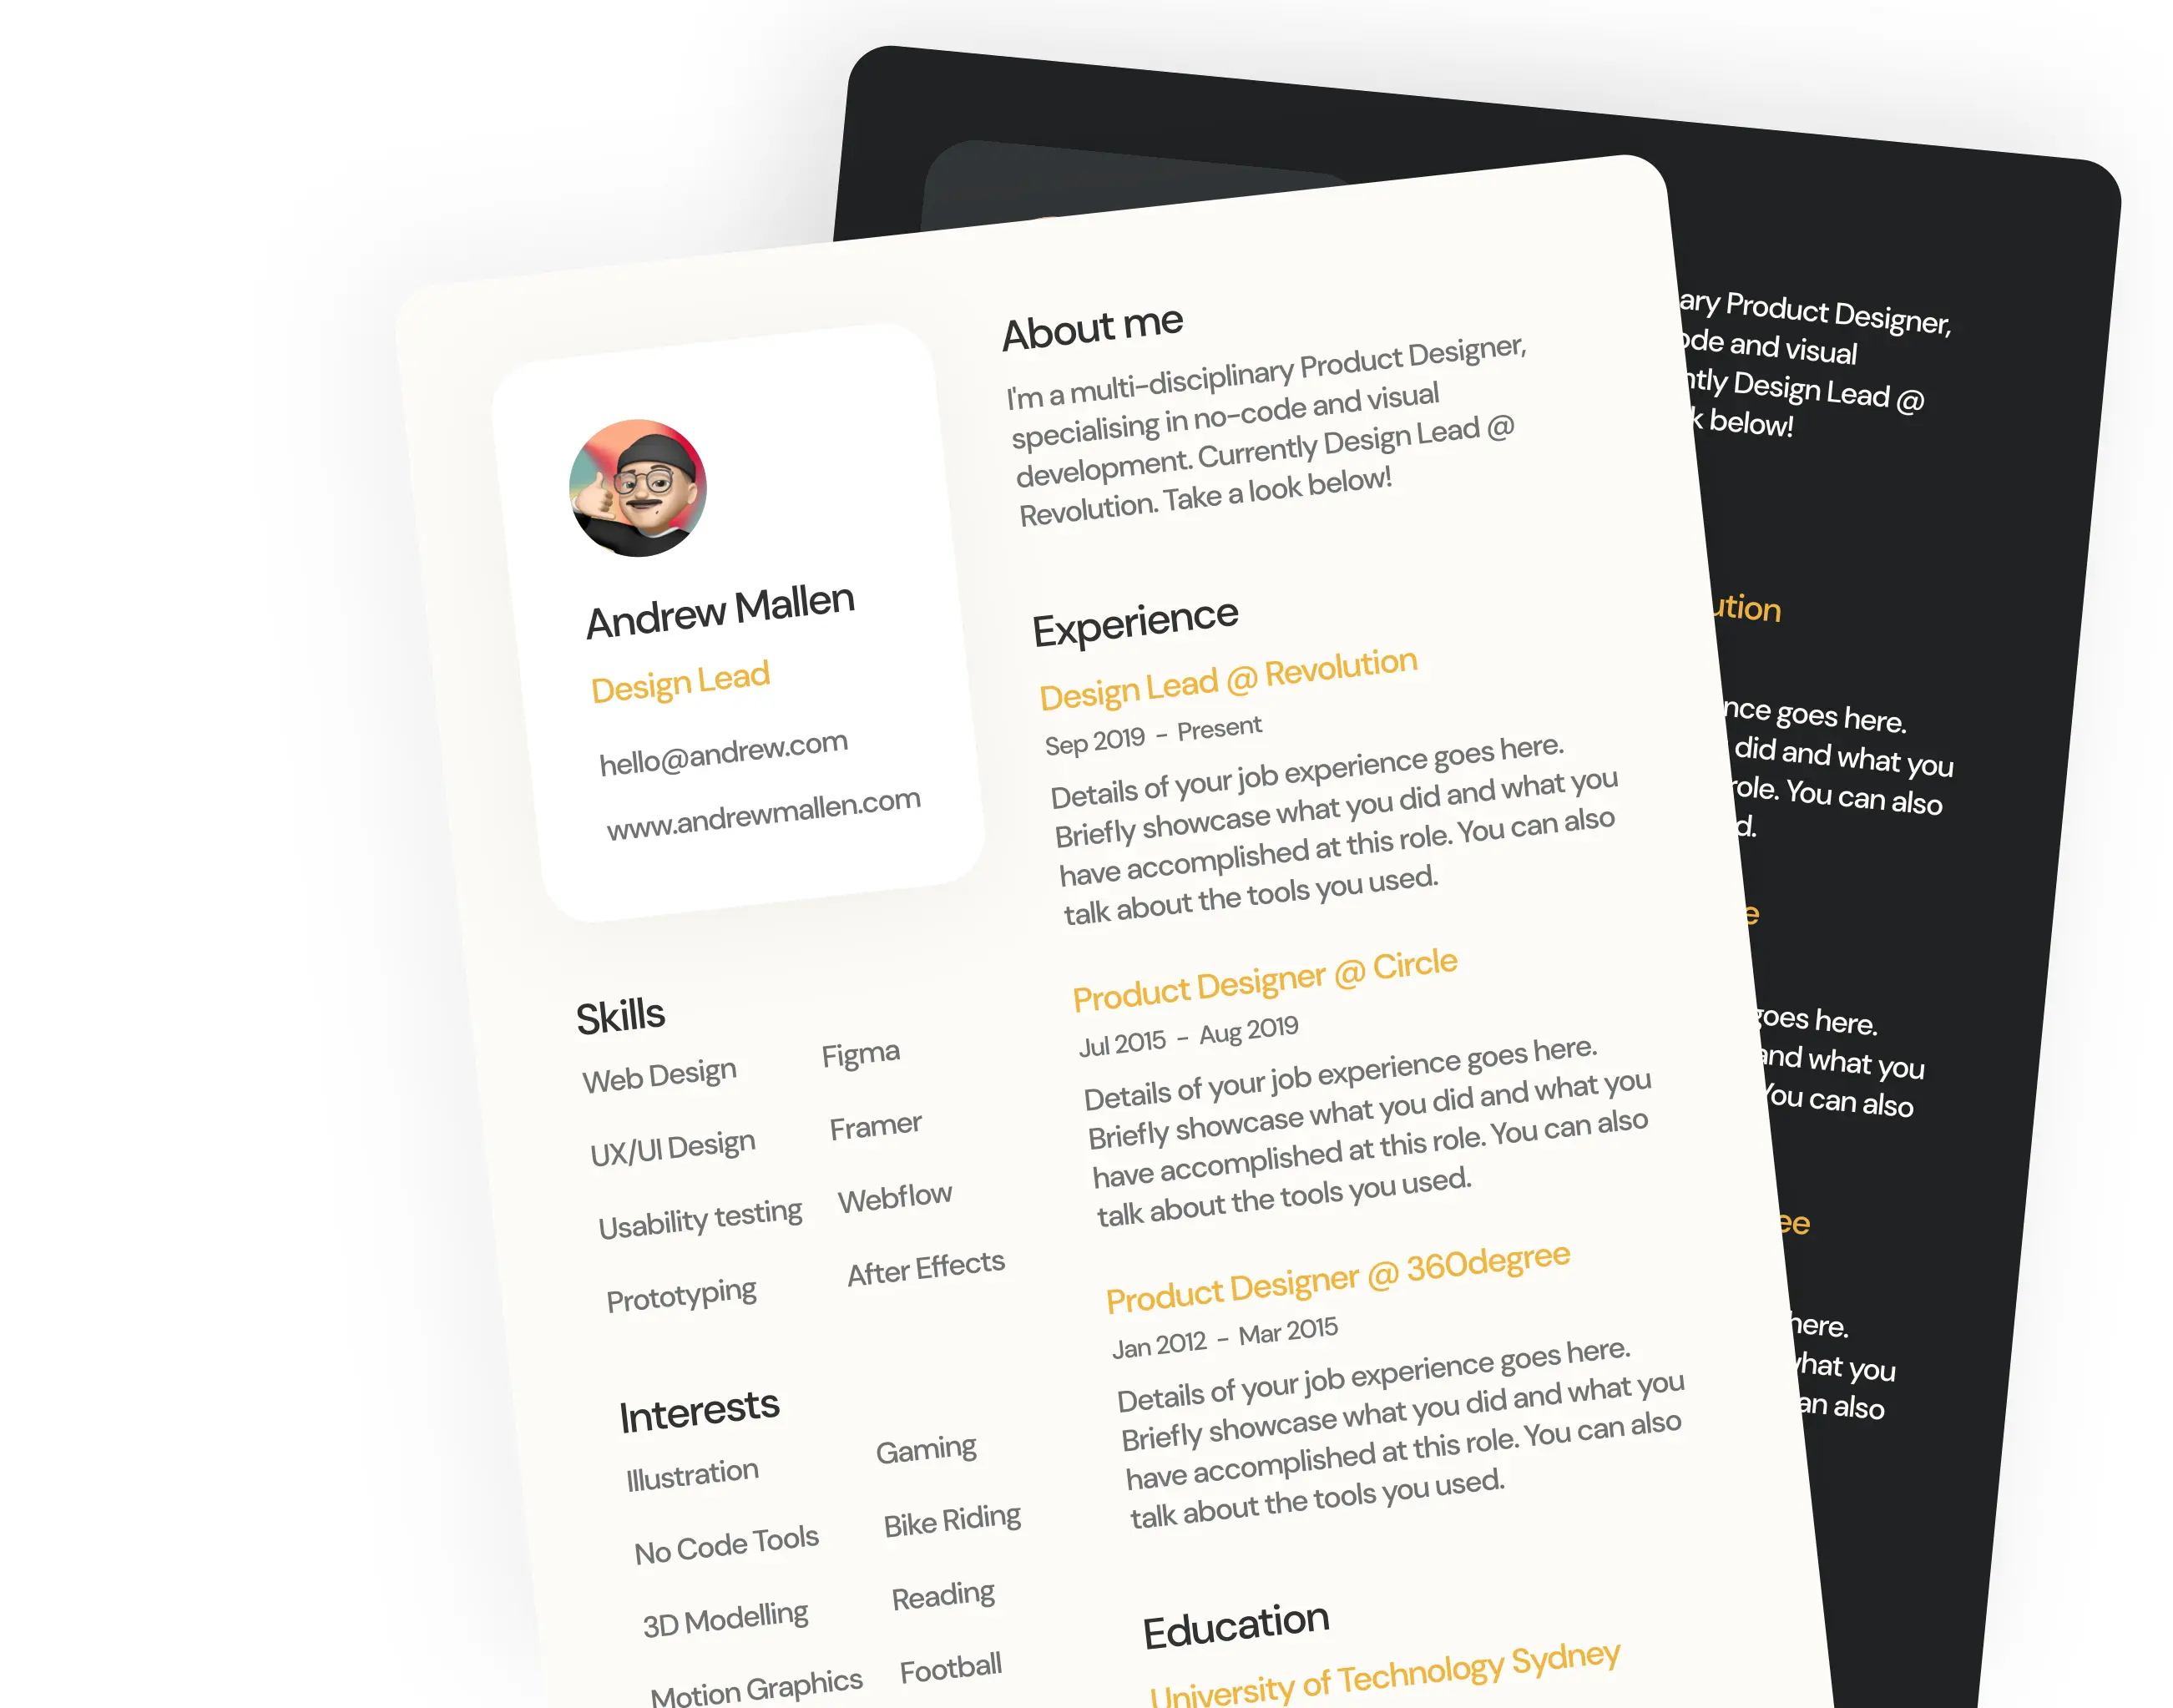 Andrew Mallen
Design Lead
hello@andrew.com
www.andrewmallen.com
Skills
Web Design
Figma
UX/UI Design
Framer
Usability testing
Webflow
Prototyping
After Effects
Interests
Illustration
Gaming
No Code Tools
Bike Riding
3D Modelling
Reading
Motion Graphics
Football
About me
I'm a multi-disciplinary Product Designer,
specialising in no-code and visual
development. Currently Design Lead @
Revolution. Take a look below!
Experience
Design Lead @ Revolution
Sep 2019 - Present
Details of your job experience goes here.
Briefly showcase what you did and what you
have accomplished at this role. You can also
talk about the tools you used.
Product Designer @ Circle
Jul 2015 - Aug 2019
Details of your job experience goes here.
Briefly showcase what you did and what you
have accomplished at this role. You can also
talk about the tools you used.
Product Designer @ 360degree
Jan 2012 - Mar 2015
Details of your job experience goes here.
Briefly showcase what you did and what you
have accomplished at this role. You can also
talk about the tools you used.
Education
University of Technology Sydney
ary Product Designer,
ode and visual
ntly Design Lead @
k below!
ution
nce goes here.
did and what you
role. You can also
d.
e
goes here.
and what you
You can also
ee
here.
what you
an also